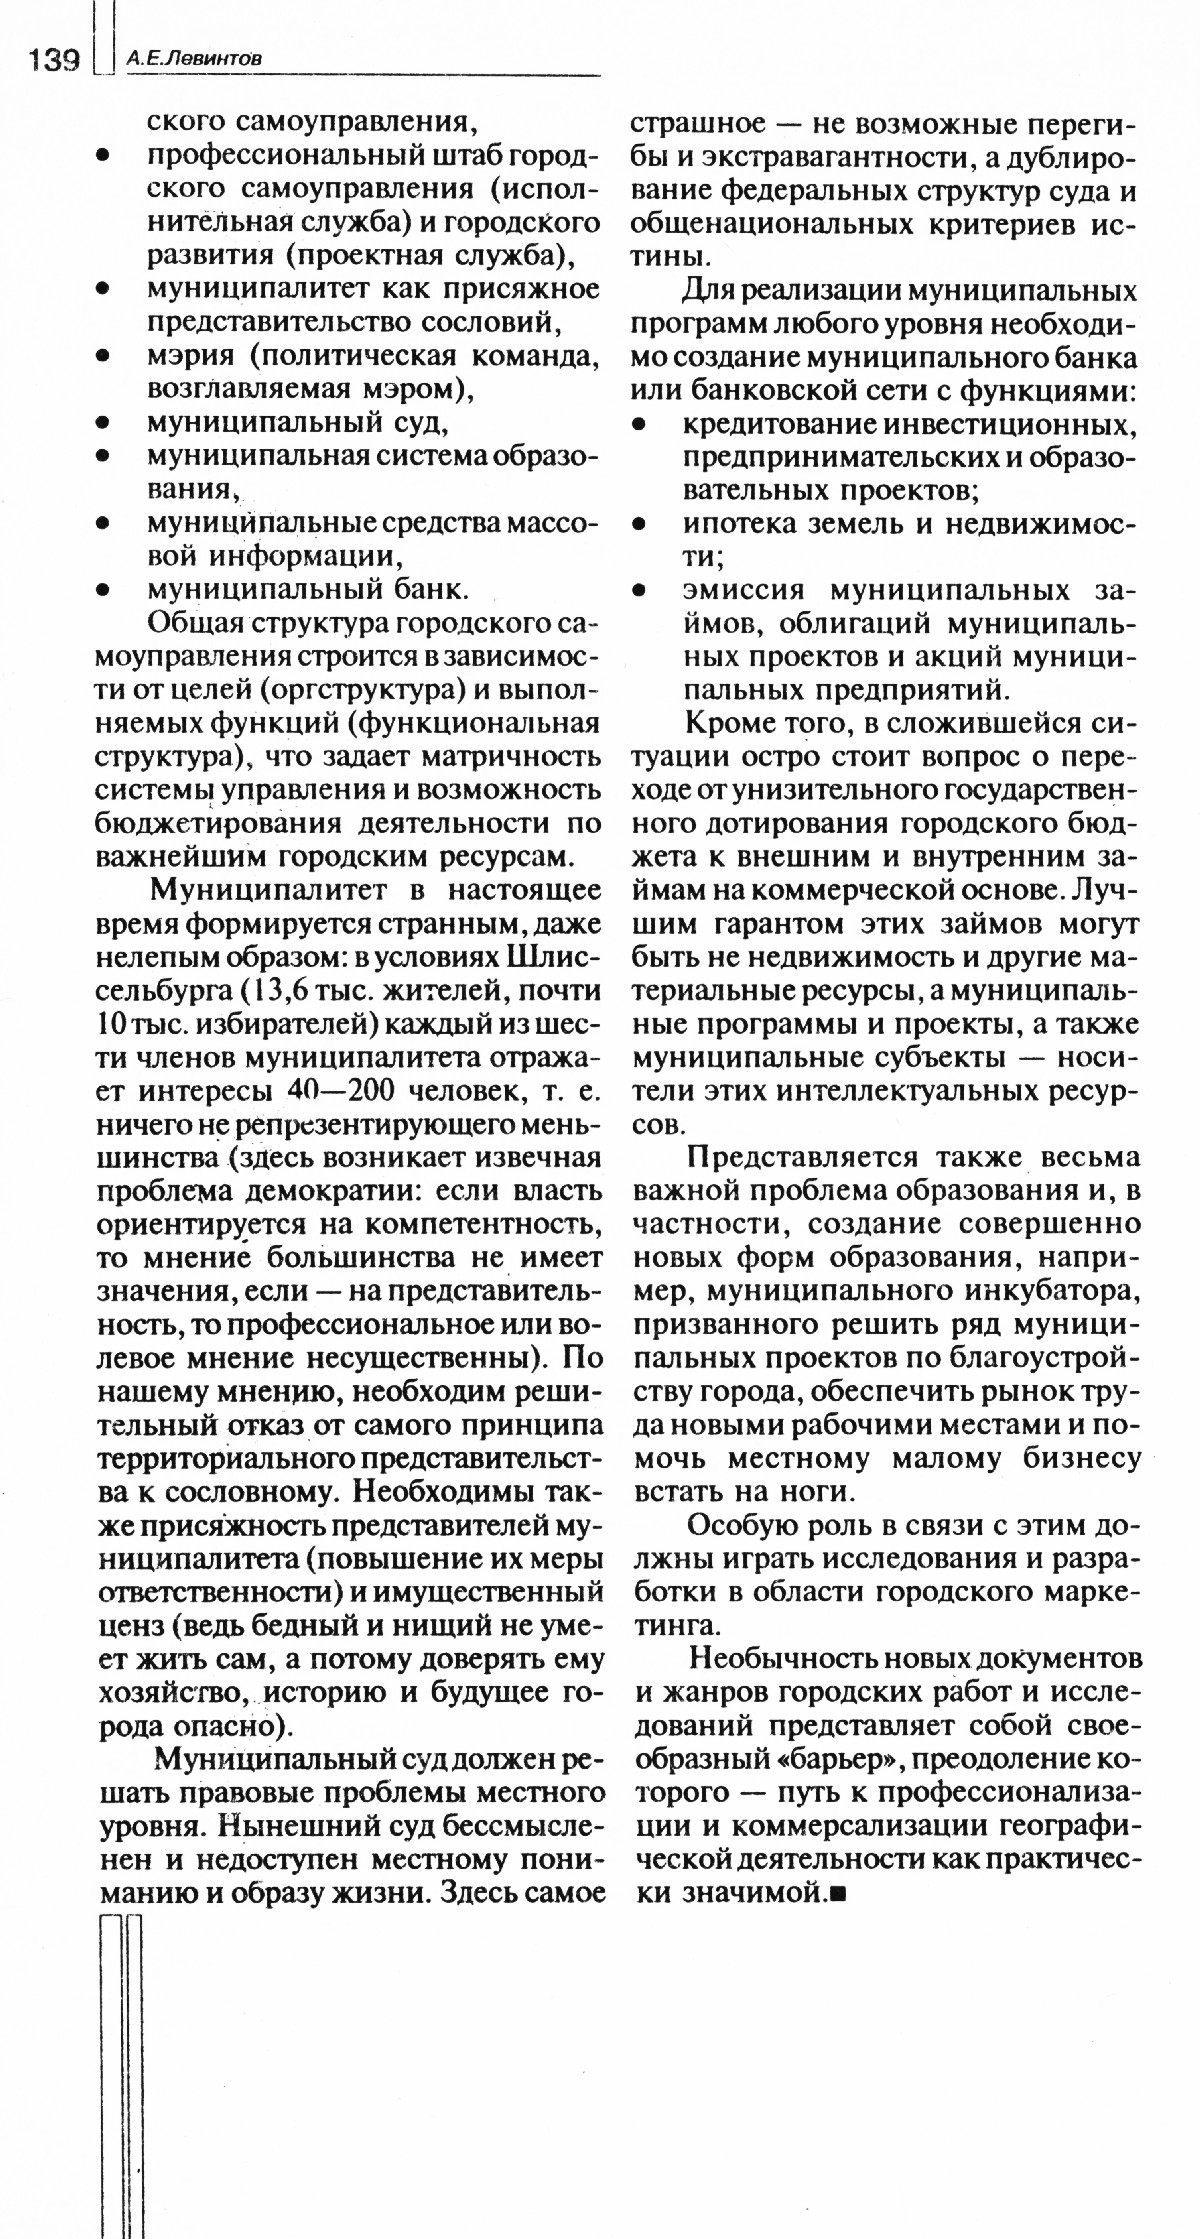 139
А.Е.Левинтов
ского самоуправления,
• профессиональный штаб город-
ского самоуправления (испол-
нительная служба) и городского
развития (проектная служба),
• муниципалитет как присяжное
представительство сословий,
• мэрия (политическая команда,
возглавляемая мэром),
• муниципальный суд,
• муниципальная система образо-
вания,
• муниципальные средства массо-
вой информации,
• муниципальный банк.
Общая структура городского са-
моуправления строится в зависимос-
ти от целей (оргструктура) и выпол-
няемых функций (функциональная
структура), что задает матричность
системы управления и возможность
бюджетирования деятельности по
важнейшим городским ресурсам.
Муниципалитет в настоящее
время формируется странным, даже
нелепым образом: в условиях Шлис-
сельбурга (13,6 тыс. жителей, почти
10 тыс. избирателей) каждый из шес-
ти членов муниципалитета отража-
ет интересы 40—200 человек, т. е.
ничего не репрезентирующего мень-
шинства (здесь возникает извечная
проблема демократии: если власть
ориентируется на компетентность,
то мнение большинства не имеет
значения, если — на представитель-
ность, то профессиональное или во-
левое мнение несущественны). По
нашему мнению, необходим реши-
тельный отказ от самого принципа
территориального представительст-
ва к сословному. Необходимы так-
же присяжность представителей му-
ниципалитета (повышение их меры
ответственности) и имущественный
ценз (ведь бедный и нищий не уме-
ет жить сам, а потому доверять ему
хозяйство, историю и будущее го-
рода опасно).
Муниципальный суд должен ре-
шать правовые проблемы местного
уровня. Нынешний суд бессмысле-
нен и недоступен местному пони-
манию и образу жизни. Здесь самое
страшное — не возможные переги-
бы и экстравагантности, а дублиро-
вание федеральных структур суда и
общенациональных критериев ис-
тины.
Для реализации муниципальных
программ любого уровня необходи-
мо создание муниципального банка
или банковской сети с функциями:
• кредитование инвестиционных,
предпринимательских и образо-
вательных проектов;
• ипотека земель и недвижимос-
ти;
• эмиссия муниципальных за-
ймов, облигаций муниципаль-
ных проектов и акций муници-
пальных предприятий.
Кроме того, в сложившейся си-
туации остро стоит вопрос о пере-
ходе от унизительного государствен-
ного дотирования городского бюд-
жета к внешним и внутренним за-
ймам на коммерческой основе. Луч-
шим гарантом этих займов могут
быть не недвижимость и другие ма-
териальные ресурсы, а муниципаль-
ные программы и проекты, а также
муниципальные субъекты — носи-
тели этих интеллектуальных ресур-
сов.
Представляется также весьма
важной проблема образования и, в
частности, создание совершенно
новых форм образования, напри-
мер, муниципального инкубатора,
призванного решить ряд муници-
пальных проектов по благоустрой-
ству города, обеспечить рынок тру-
да новыми рабочими местами и по-
мочь местному малому бизнесу
встать на ноги.
Особую роль в связи с этим до-
лжны играть исследования и разра-
ботки в области городского марке-
тинга.
Необычность новых документов
и жанров городских работ и иссле-
дований представляет собой свое-
образный «барьер», преодоление ко-
торого — путь к профессионализа-
ции и коммерсализации географи-
ческой деятельности как практичес-
ки значимой.■